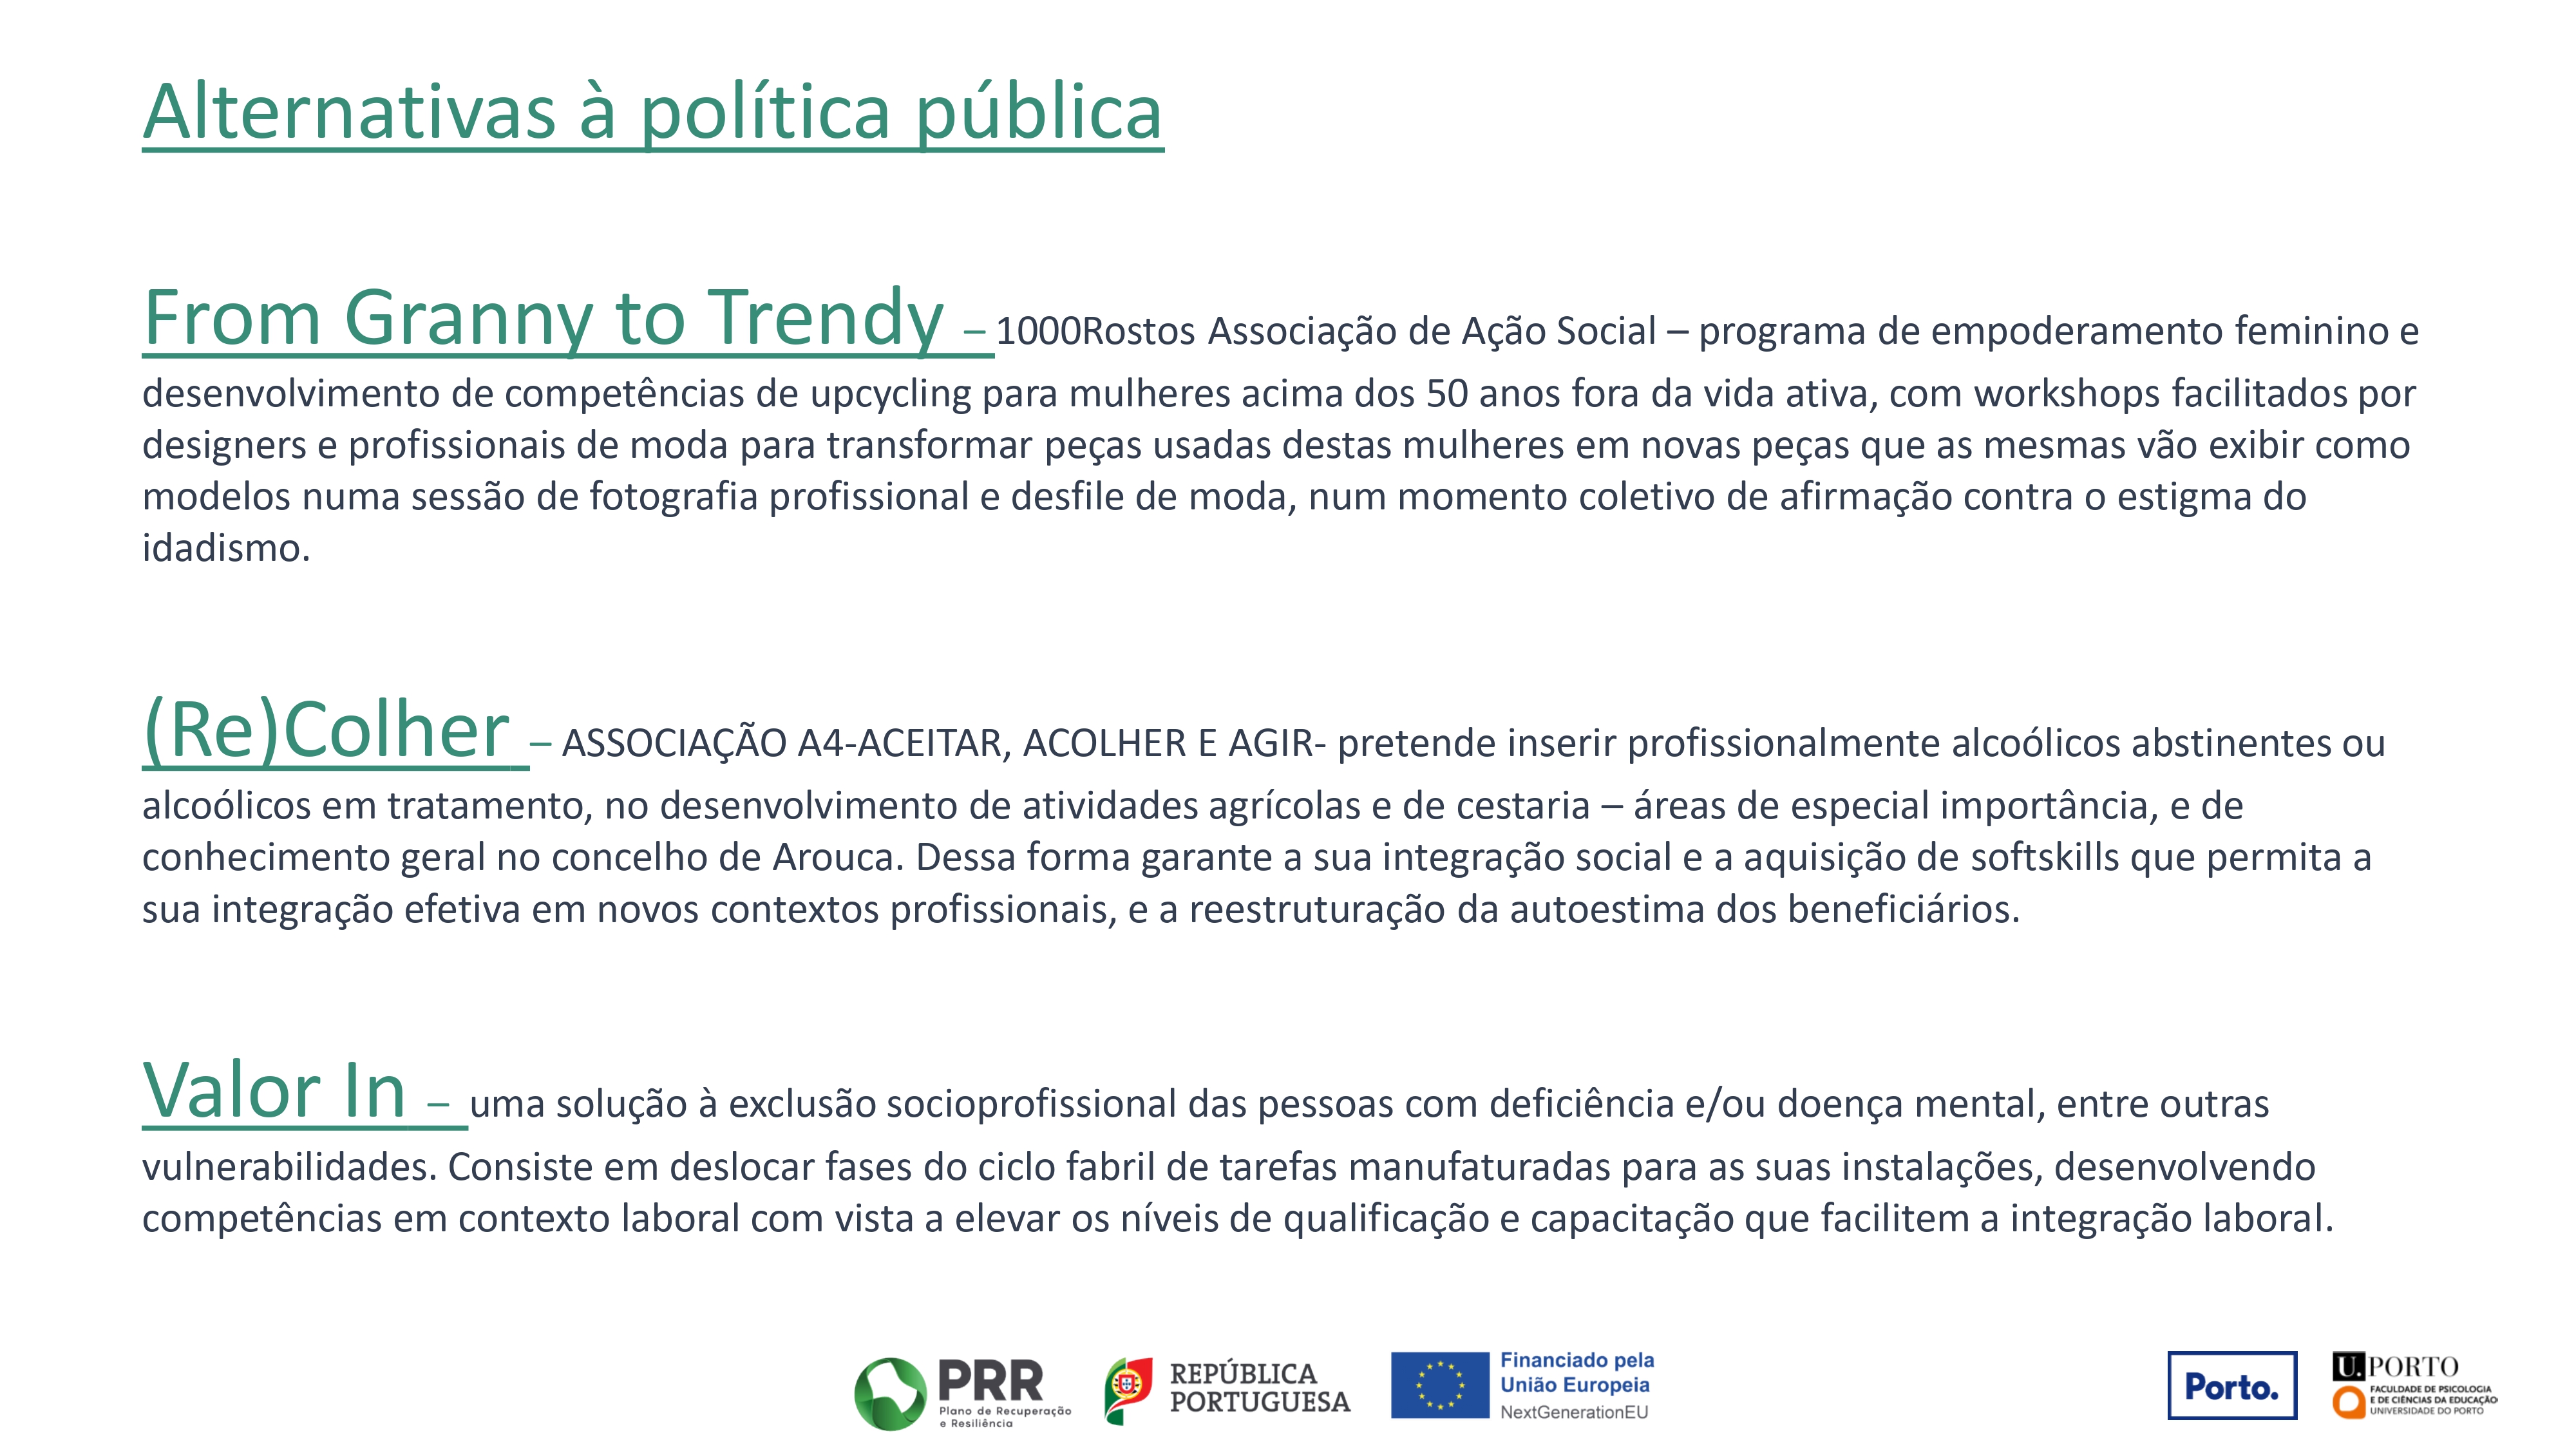 Alternativas à política pública
From Granny to Trendy – 1000Rostos Associação de Ação Social – programa de empoderamento feminino e
desenvolvimento de competências de upcycling para mulheres acima dos 50 anos fora da vida ativa, com workshops facilitados por
designers e profissionais de moda para transformar peças usadas destas mulheres em novas peças que as mesmas vão exibir como
modelos numa sessão de fotografia profissional e desfile de moda, num momento coletivo de afirmação contra o estigma do
idadismo.
(Re)Colher – ASSOCIAÇÃO A4-ACEITAR, ACOLHER E AGIR- pretende inserir profissionalmente alcoólicos abstinentes ou
alcoólicos em tratamento, no desenvolvimento de atividades agrícolas e de cestaria – áreas de especial importância, e de
conhecimento geral no concelho de Arouca. Dessa forma garante a sua integração social e a aquisição de softskills que permita a
sua integração efetiva em novos contextos profissionais, e a reestruturação da autoestima dos beneficiários.
Valor In – uma solução à exclusão socioprofissional das pessoas com deficiência e/ou doença mental, entre outras
vulnerabilidades. Consiste em deslocar fases do ciclo fabril de tarefas manufaturadas para as suas instalações, desenvolvendo
competências em contexto laboral com vista a elevar os níveis de qualificação e capacitação que facilitem a integração laboral.
PRR
Plano de Recuperação
e Resiliência
REPÚBLICA
PORTUGUESA
Financiado pela
União Europeia
NextGenerationEU
Porto.
U.PORTO
FACULDADE DE PSICOLOGIA
E DE CIÊNCIAS DA EDUCAÇÃO
UNIVERSIDADE DO PORTO